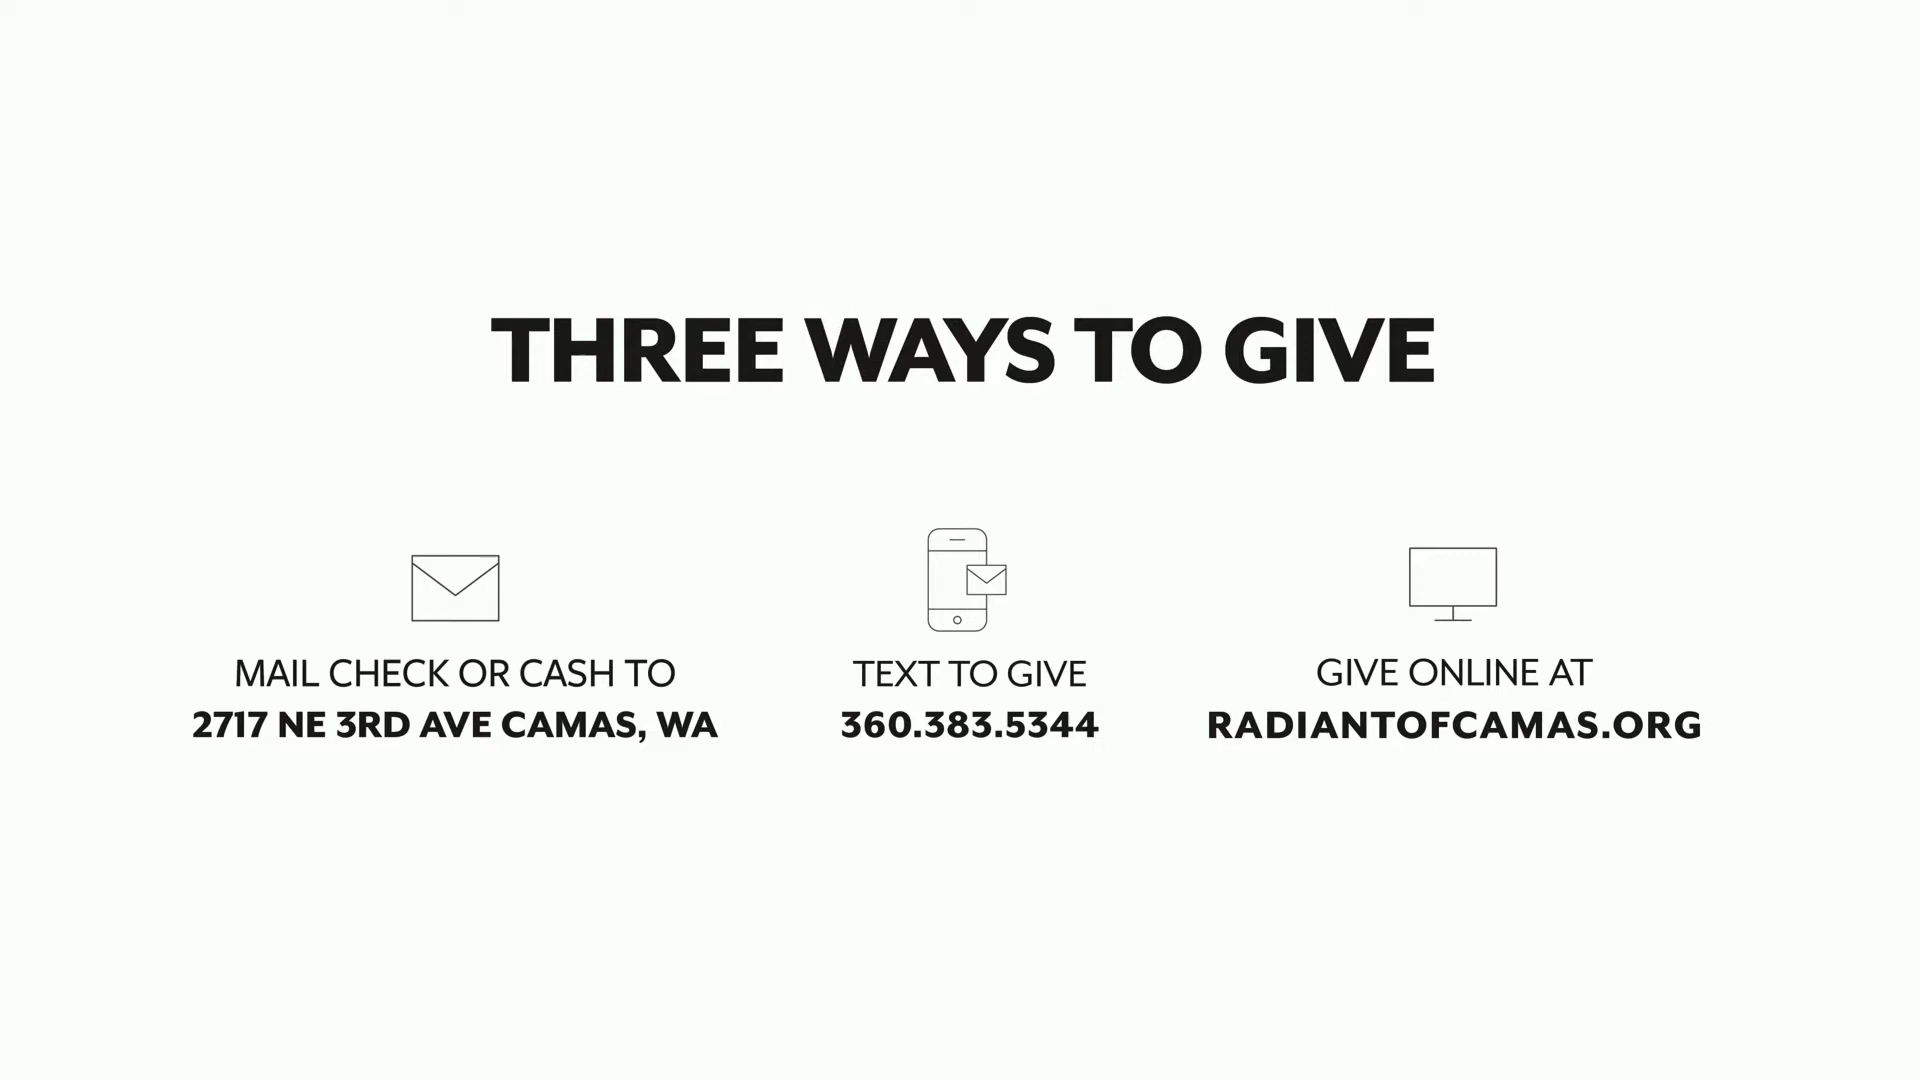 THREE WAYS TO GIVE
MAIL CHECK OR CASH TO
2717 NE 3RD AVE CAMAS, WA
TEXT TO GIVE
360.383.5344
GIVE ONLINE AT
RADIANTOFCAMAS.ORG